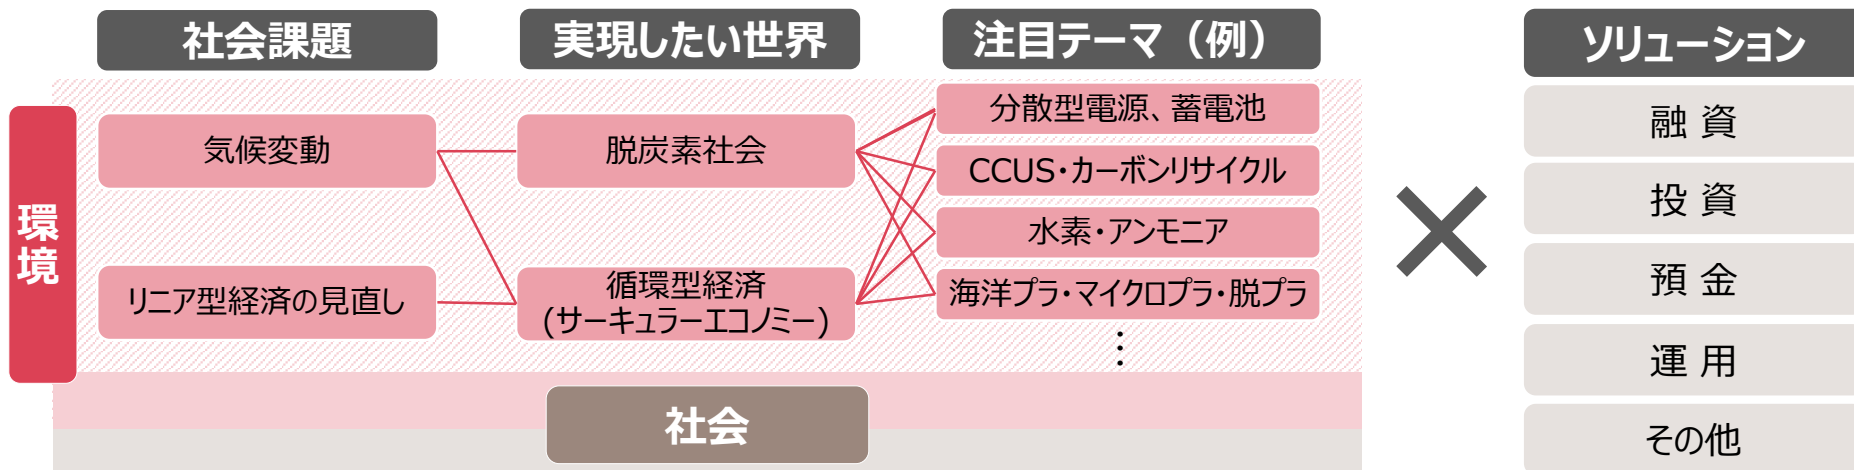 社会課題
実現したい世界
注目テーマ（例）
ソリューション
環境
気候変動
リニア型経済の見直し
脱炭素社会
循環型経済
(サーキュラーエコノミー)
分散型電源、蓄電池
CCUS・カーボンリサイクル
水素・アンモニア
海洋プラ・マイクロプラ・脱プラ
⋮
社会
融 資
投 資
預 金
運 用
その他